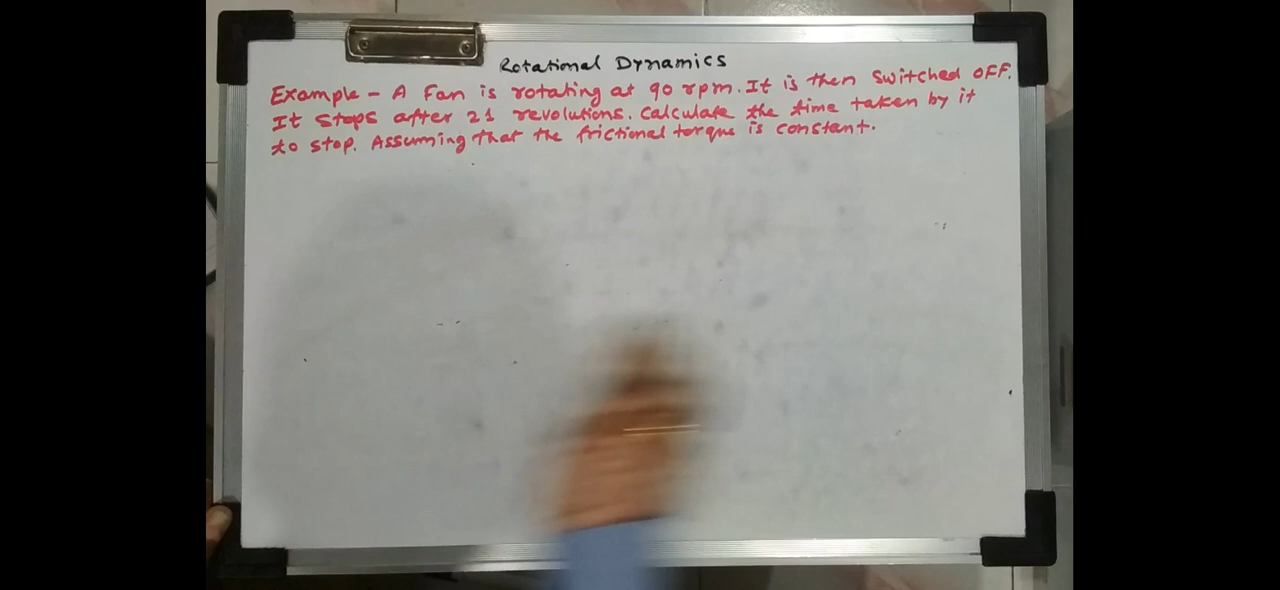 Rotational Dynamics
Example - A Fan is rotating at 90 rpm. It is then switched OFF.
It stops after 21 revolutions. Calculate the time taken by it
to stop. Assuming that the frictional torque is constant.